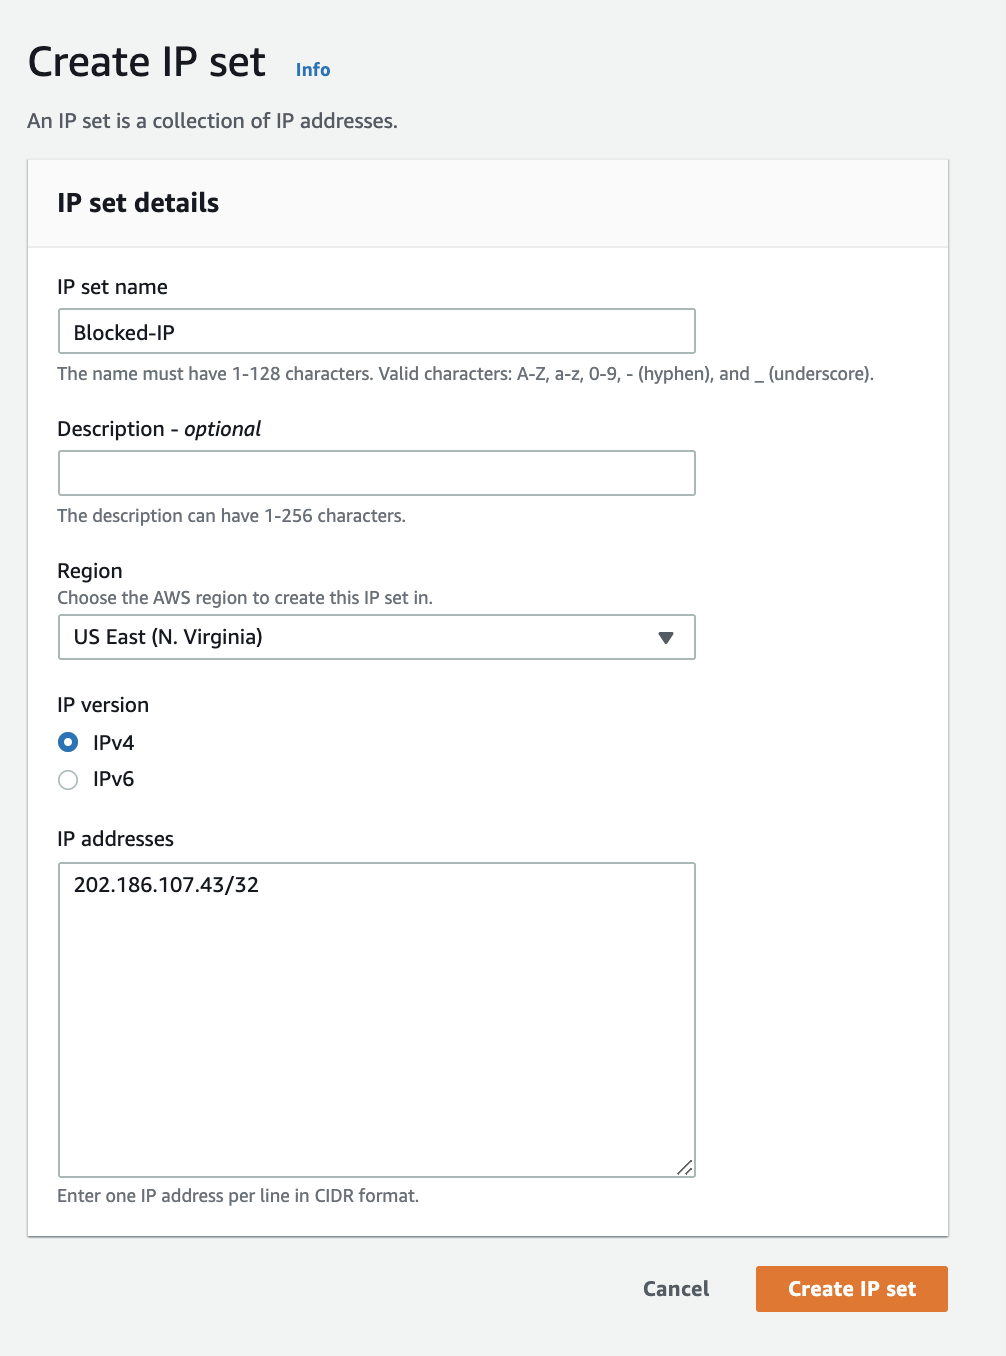 Create IP set Info
An IP set is a collection of IP addresses.
IP set details
IP set name
Blocked-IP
The name must have 1-128 characters. Valid characters: A-Z, a-z, 0-9, - (hyphen), and _ (underscore).
Description - optional
The description can have 1-256 characters.
Region
Choose the AWS region to create this IP set in.
US East (N. Virginia)
IP version
IPv4
IPv6
IP addresses
202.186.107.43/32
Enter one IP address per line in CIDR format.
Cancel Create IP set